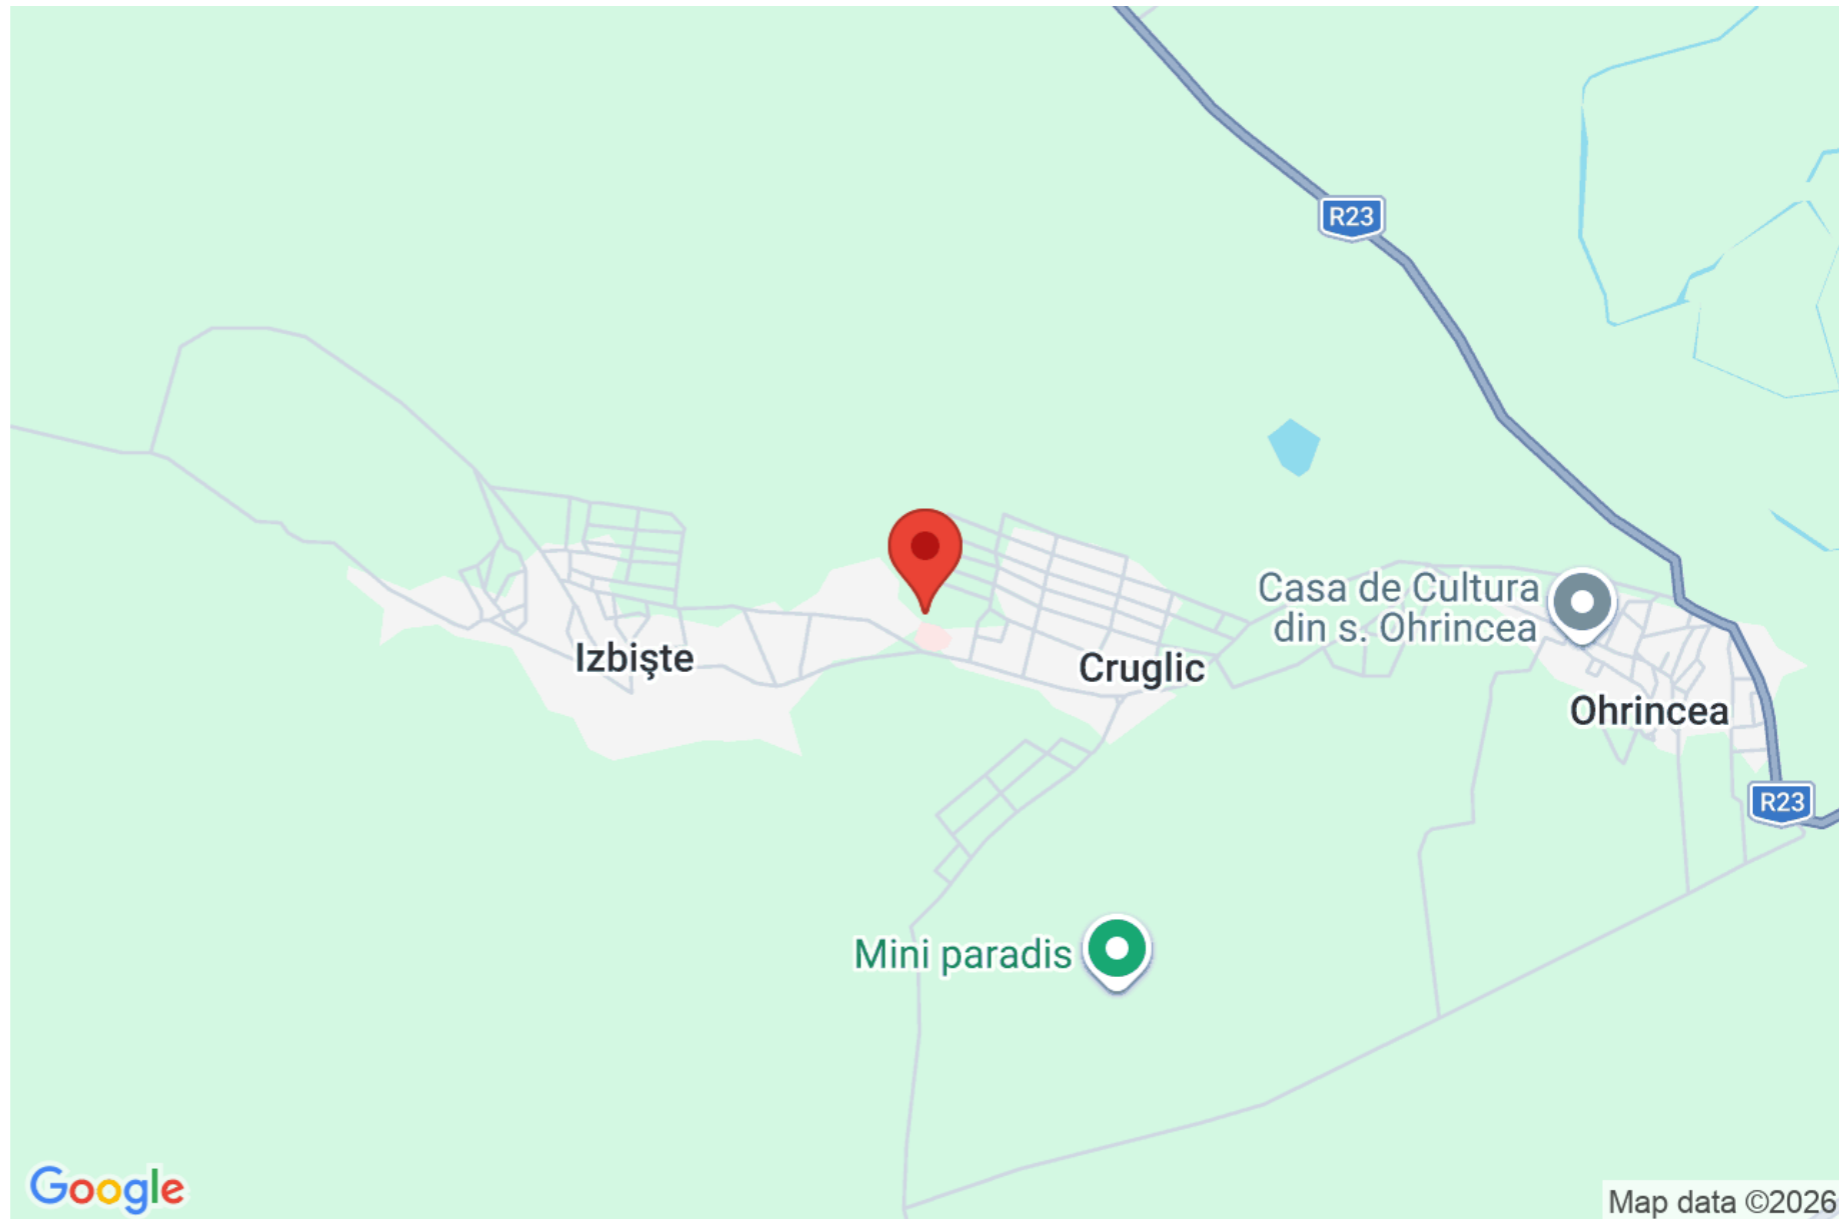 R23
Casa de Cultura
din s. Ohrincea
Izbişte
Cruglic
Ohrincea
R23
Mini paradis
Google
Map data ©2026